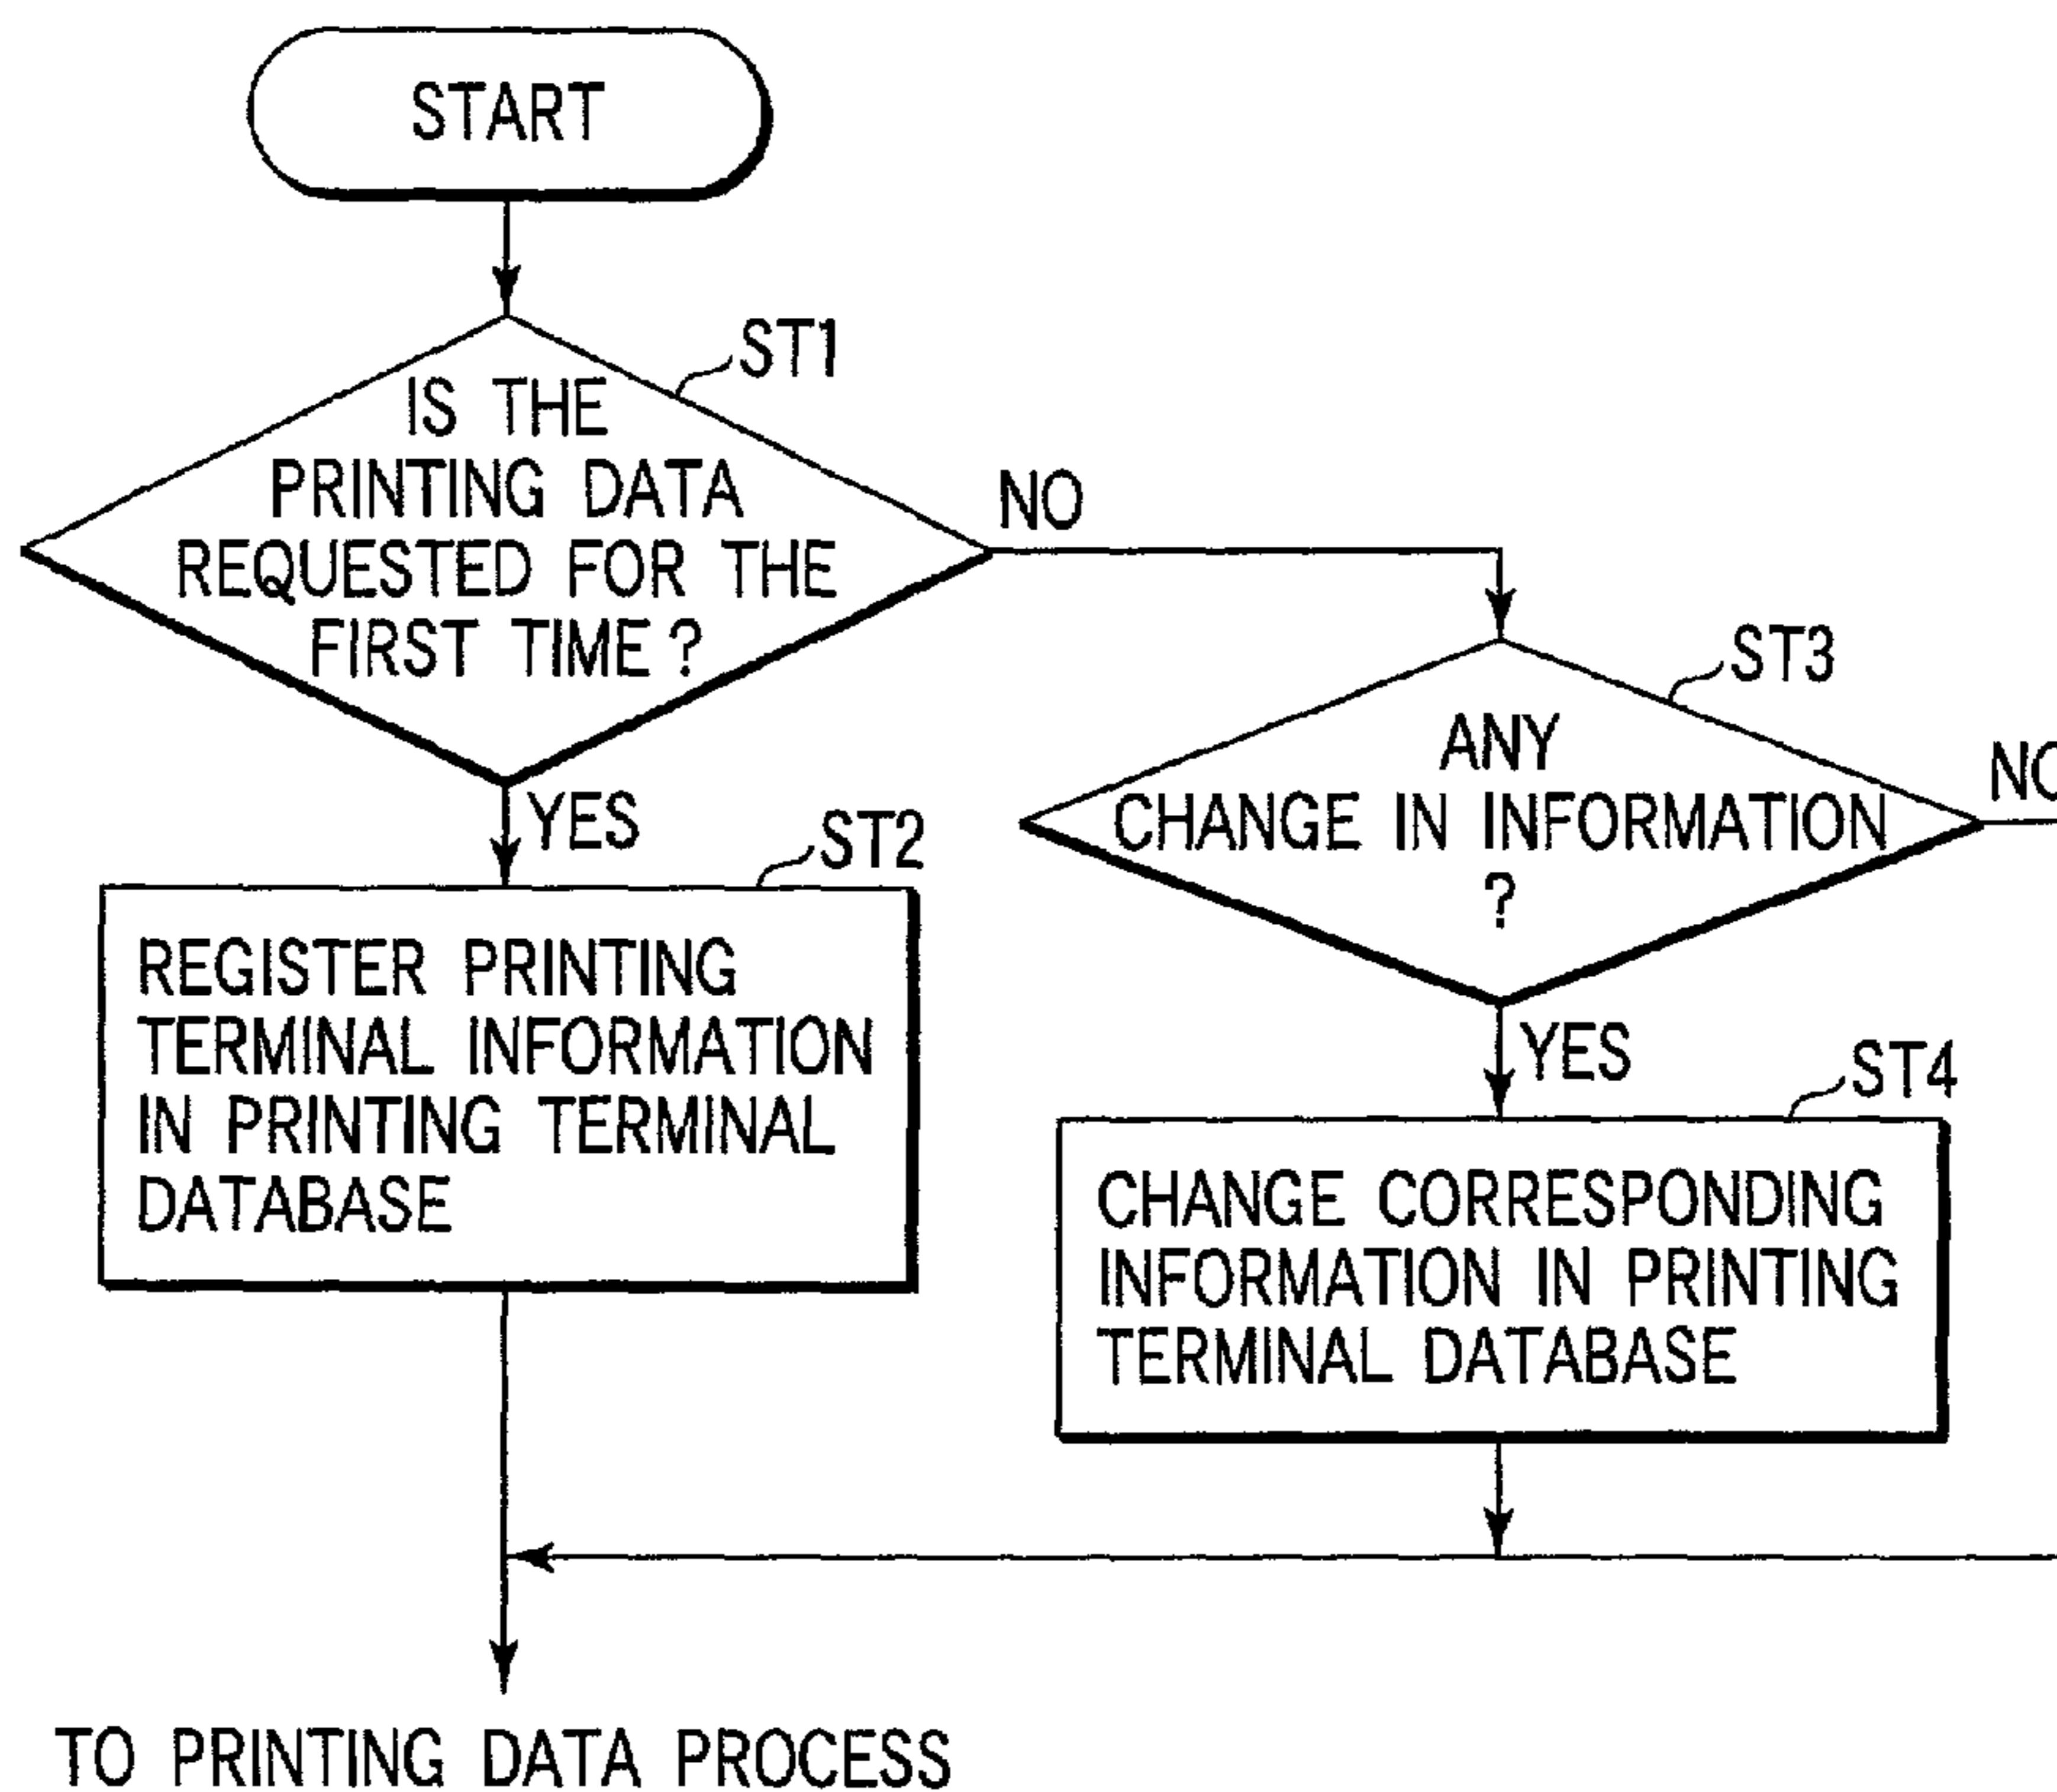 START
ST1
IS THE
PRINTING DATA
REQUESTED FOR THE
FIRST TIME ?
NO
YES
ST2
REGISTER PRINTING
TERMINAL INFORMATION
IN PRINTING TERMINAL
DATABASE
ST3
ANY
CHANGE IN INFORMATION
?
NO
YES
ST4
CHANGE CORRESPONDING
INFORMATION IN PRINTING
TERMINAL DATABASE
TO PRINTING DATA PROCESS